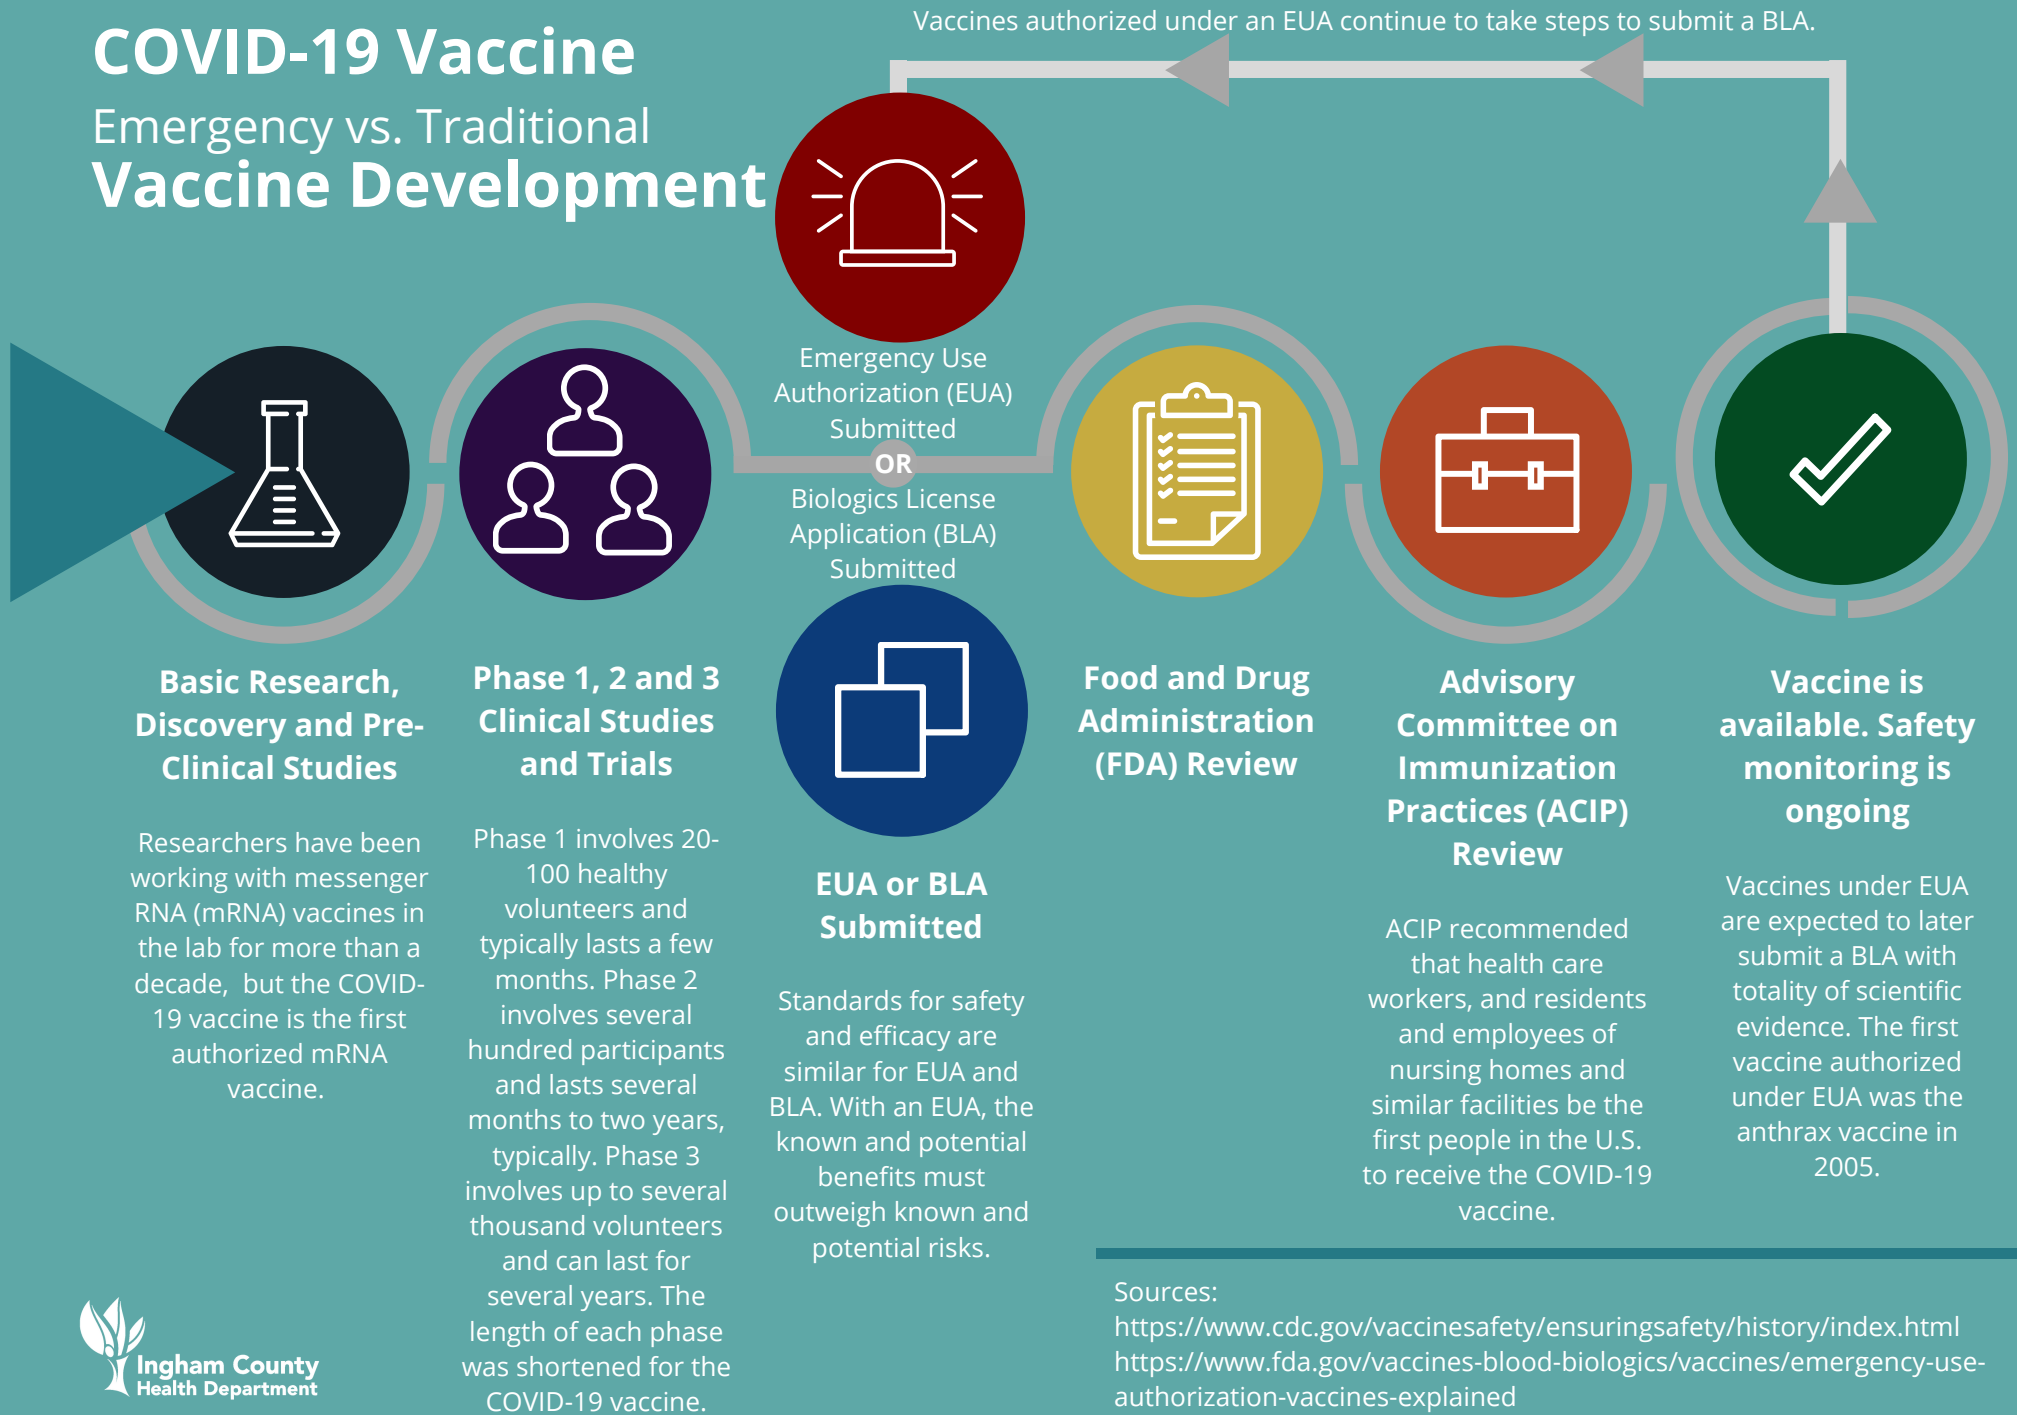 COVID-19 Vaccine
Emergency vs. Traditional
Vaccine Development
Vaccines authorized under an EUA continue to take steps to submit a BLA.
Emergency Use
Authorization (EUA)
Submitted
OR
Biologics License
Application (BLA)
Submitted
Basic Research,
Discovery and Pre-
Clinical Studies
Researchers have been
working with messenger
RNA (mRNA) vaccines in
the lab for more than a
decade,  but the COVID-
19 vaccine is the first
authorized mRNA
vaccine.
Phase 1, 2 and 3
Clinical Studies
and Trials
Phase 1 involves 20-
100 healthy
volunteers and
typically lasts a few
months. Phase 2
involves several
hundred participants
and lasts several
months to two years,
typically. Phase 3
involves up to several
thousand volunteers
and can last for
several years. The
length of each phase
was shortened for the
COVID-19 vaccine.
EUA or BLA
Submitted
Standards for safety
and efficacy are
similar for EUA and
BLA. With an EUA, the
known and potential
benefits must
outweigh known and
potential risks.
Food and Drug
Administration
(FDA) Review
Advisory
Committee on
Immunization
Practices (ACIP)
Review
ACIP recommended
that health care
workers, and residents
and employees of
nursing homes and
similar facilities be the
first people in the U.S.
to receive the COVID-19
vaccine.
Vaccine is
available. Safety
monitoring is
ongoing
Vaccines under EUA
are expected to later
submit a BLA with
totality of scientific
evidence. The first
vaccine authorized
under EUA was the
anthrax vaccine in
2005.
Sources:
https://www.cdc.gov/vaccinesafety/ensuringsafety/history/index.html
https://www.fda.gov/vaccines-blood-biologics/vaccines/emergency-use-
authorization-vaccines-explained
Ingham County
Health Department